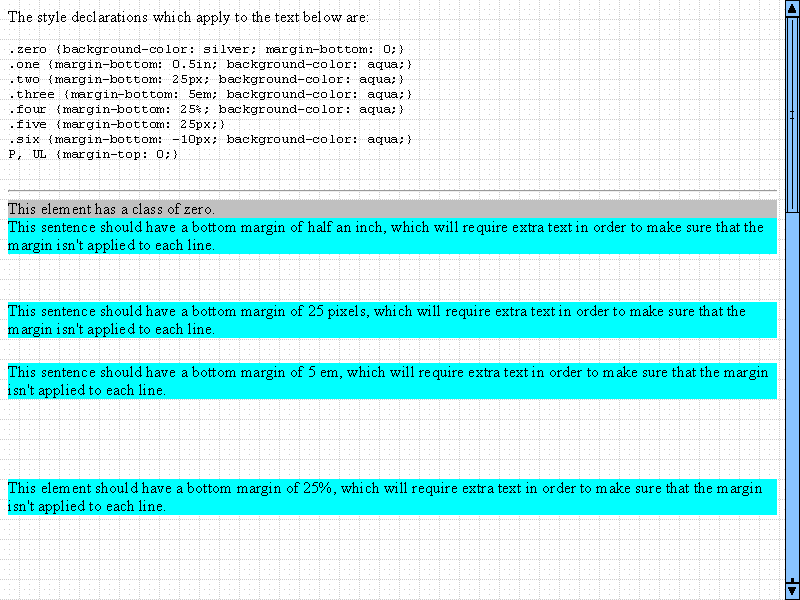 The style declarations which apply to the text below are:
.zero {background-color: silver; margin-bottom: 0;}
.one {margin-bottom: 0.5in; background-color: aqua;}
.two {margin-bottom: 25px; background-color: aqua;}
.three {margin-bottom: 5em; background-color: aqua;}
.four {margin-bottom: 25%; background-color: aqua;}
.five {margin-bottom: 25px;}
.six {margin-bottom: -10px; background-color: aqua;}
P, UL {margin-top: 0;}
This element has a class of zero.
This sentence should have a bottom margin of half an inch, which will require extra text in order to make sure that the
margin isn't applied to each line.
This sentence should have a bottom margin of 25 pixels, which will require extra text in order to make sure that the
margin isn't applied to each line.
This sentence should have a bottom margin of 5 em, which will require extra text in order to make sure that the margin
isn't applied to each line.
This element should have a bottom margin of 25%, which will require extra text in order to make sure that the margin
isn't applied to each line.